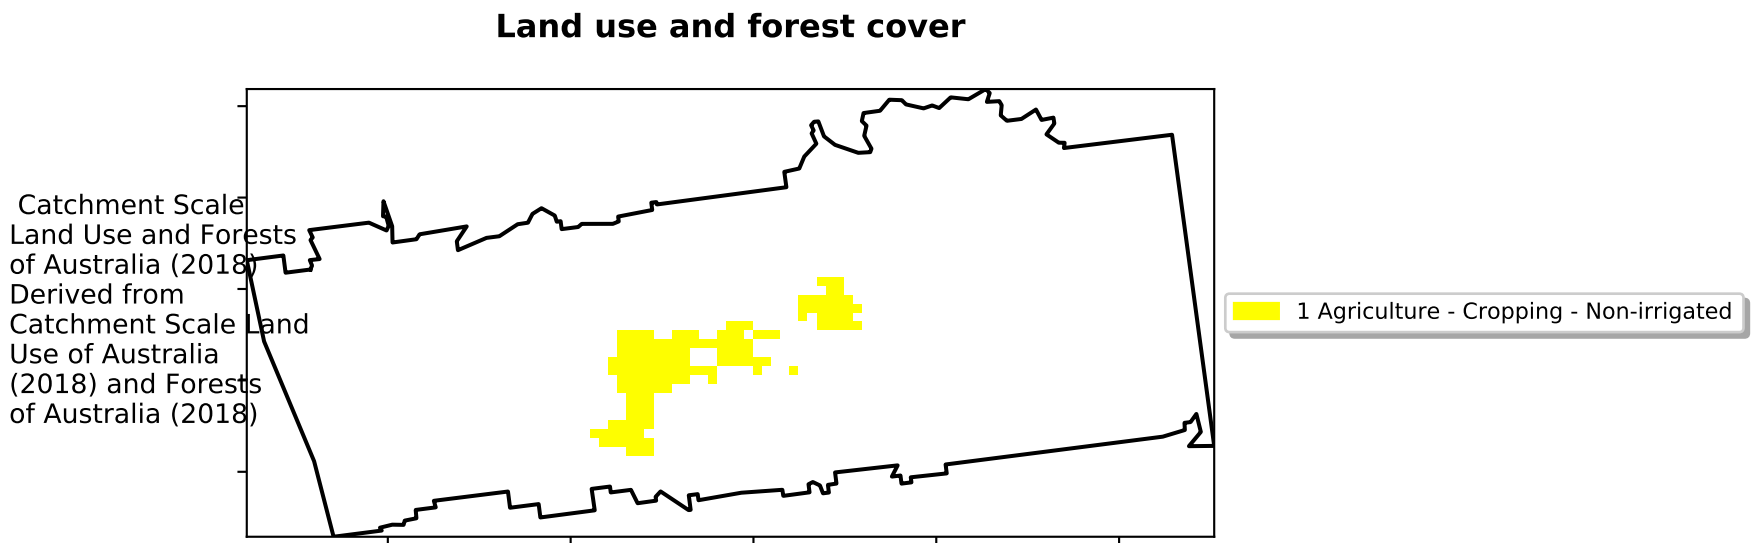 Land use and forest cover
Catchment Scale
Land Use and Forests
of Australia (2018)
Derived from
Catchment Scale Land
Use of Australia
(2018) and Forests
of Australia (2018)
1 Agriculture - Cropping - Non-irrigated